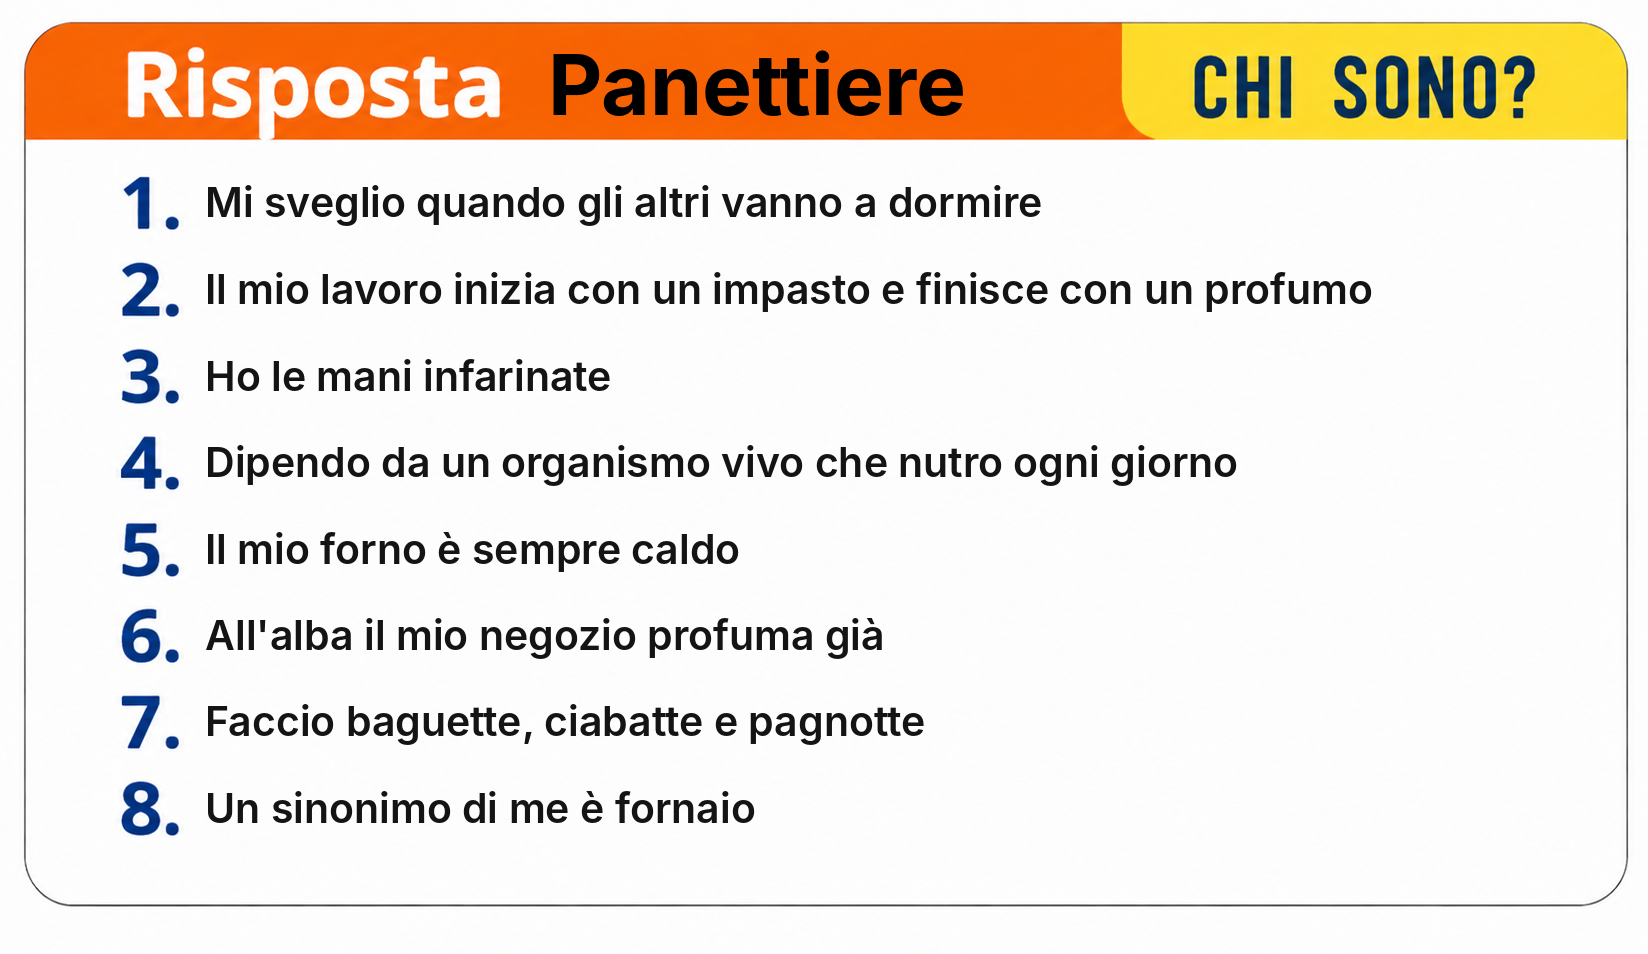 Risposta Panettiere CHI SONO?
1. Mi sveglio quando gli altri vanno a dormire
2. Il mio lavoro inizia con un impasto e finisce con un profumo
3. Ho le mani infarinate
4. Dipendo da un organismo vivo che nutro ogni giorno
5. Il mio forno è sempre caldo
6. All'alba il mio negozio profuma già
7. Faccio baguette, ciabatte e pagnotte
8. Un sinonimo di me è fornaio